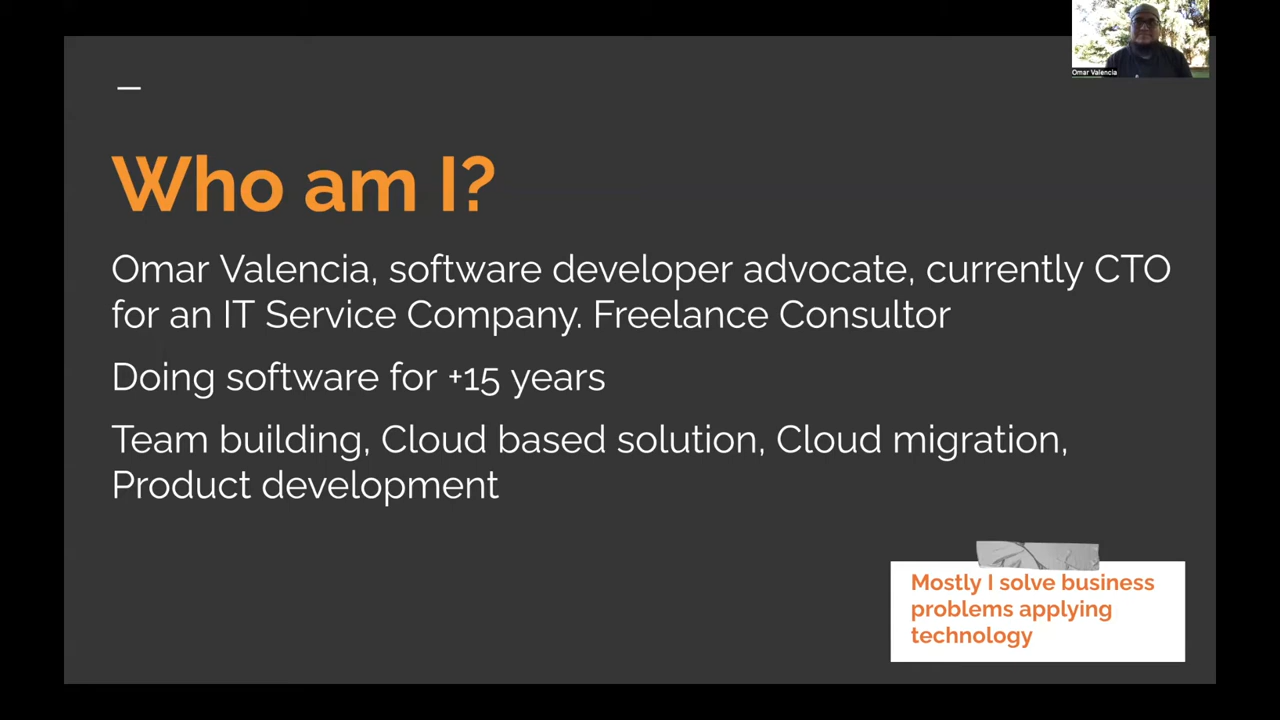 Omar Valencia
Who am I?
Omar Valencia, software developer advocate, currently CTO
for an IT Service Company. Freelance Consultor
Doing software for +15 years
Team building, Cloud based solution, Cloud migration,
Product development
Mostly I solve business
problems applying
technology